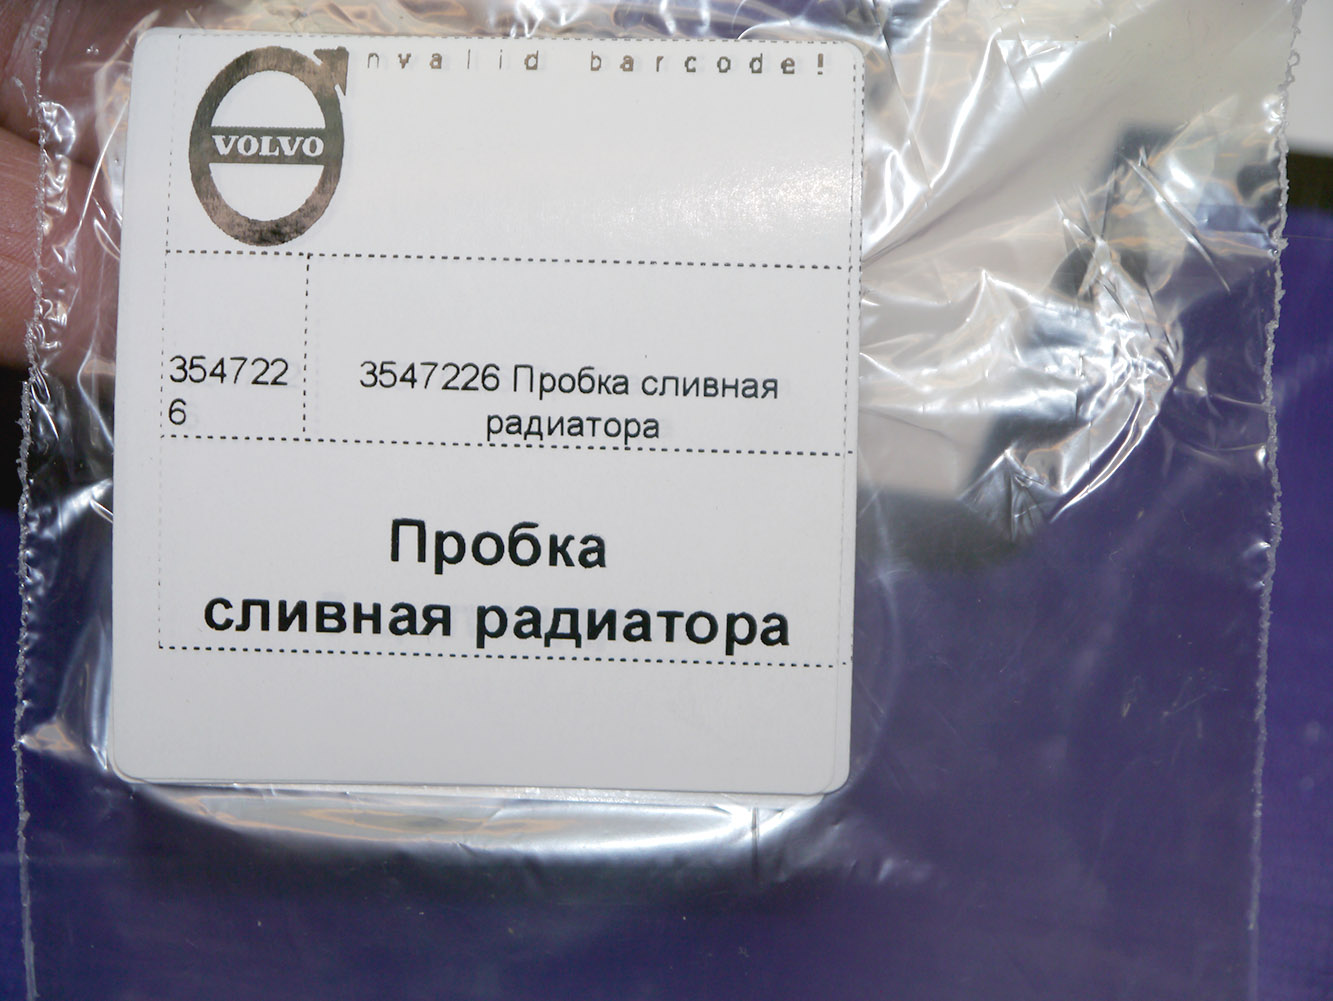 nvalid barcode!
VOLVO
354722
6
3547226 Пробка сливная
радиатора
Пробка
сливная радиатора